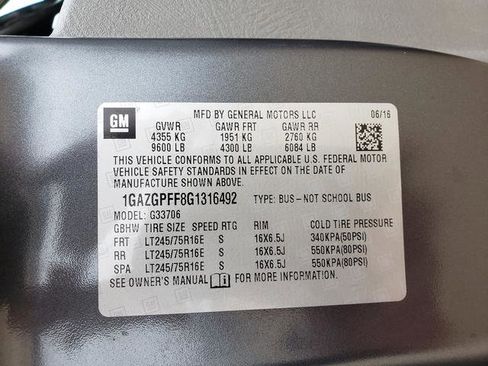 GM
MFD BY GENERAL MOTORS LLC 06/16
GVWR GAWR FRT GAWR RR
4355 KG 1951 KG 2760 KG
9600 LB 4300 LB 6084 LB
THIS VEHICLE CONFORMS TO ALL APPLICABLE U.S. FEDERAL MOTOR
VEHICLE SAFETY STANDARDS IN EFFECT ON THE DATE OF
MANUFACTURE SHOWN ABOVE.
1GAZGPFF8G1316492 TYPE: BUS-NOT SCHOOL BUS
MODEL: G33706
GBHW TIRE SIZE SPEED RTG RIM COLD TIRE PRESSURE
FRT LT245/75R16E S 16X6.5J 340KPA(50PSI)
RR LT245/75R16E S 16X6.5J 550KPA(80PSI)
SPA LT245/75R16E S 16X6.5J 550KPA(80PSI)
SEE OWNER'S MANUAL FOR MORE INFORMATION.